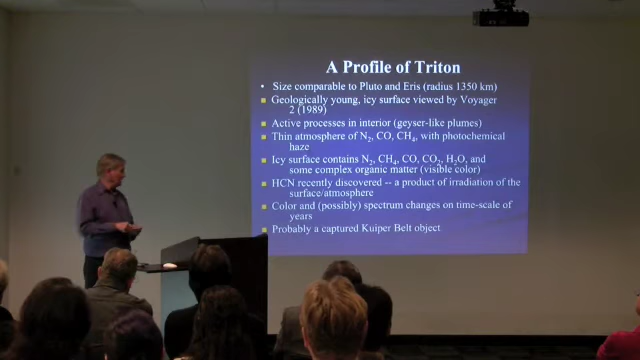 A Profile of Triton
• Size comparable to Pluto and Eris (radius 1350 km)
Geologically young, icy surface viewed by Voyager
2 (1989)
Active processes in interior (geyser-like plumes)
Thin atmosphere of N₂, CO, CH₄, with photochemical
haze
Icy surface contains N₂, CH₄, CO, CO₂, H₂O, and
some complex organic matter (visible color)
HCN recently discovered -- a product of irradiation of the
surface/atmosphere
Color and (possibly) spectrum changes on time-scale of
years
Probably a captured Kuiper Belt object